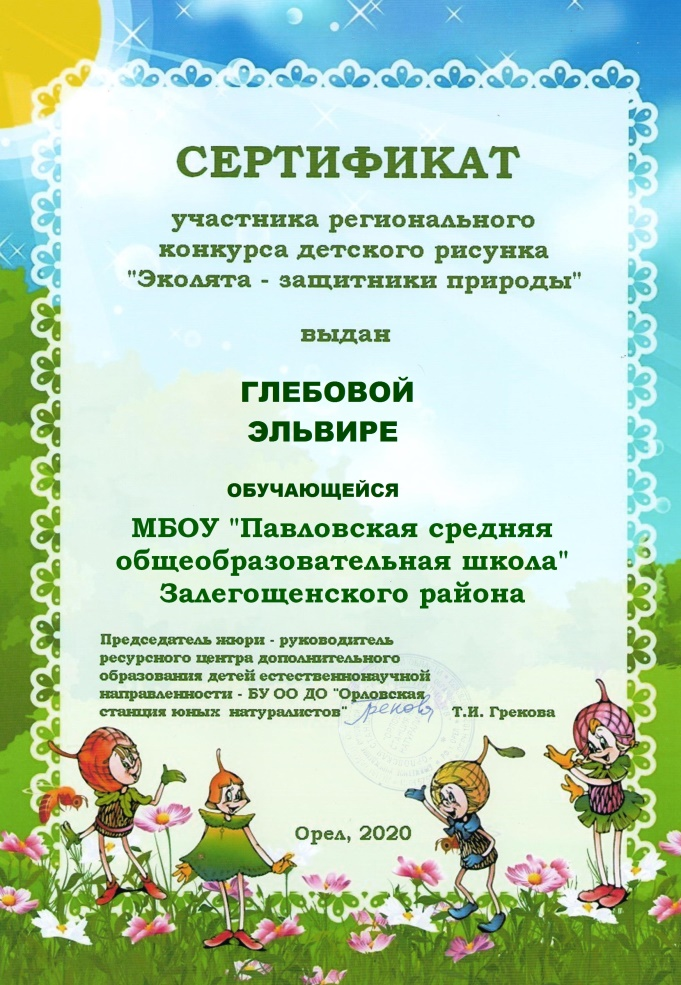 СЕРТИФИКАТ
участника регионального
конкурса детского рисунка
"Эколята - защитники природы"
выдан
ГЛЕБОВОЙ
ЭЛЬВИРЕ
ОБУЧАЮЩЕЙСЯ
МБОУ "Павловская средняя
общеобразовательная школа"
Залегощенского района
Председатель жюри - руководитель
ресурсного центра дополнительного
образования детей естественнонаучной
направленности - БУ ОО ДО "Орловская
станция юных натуралистов" Грекова Т.И. Грекова
Орел, 2020